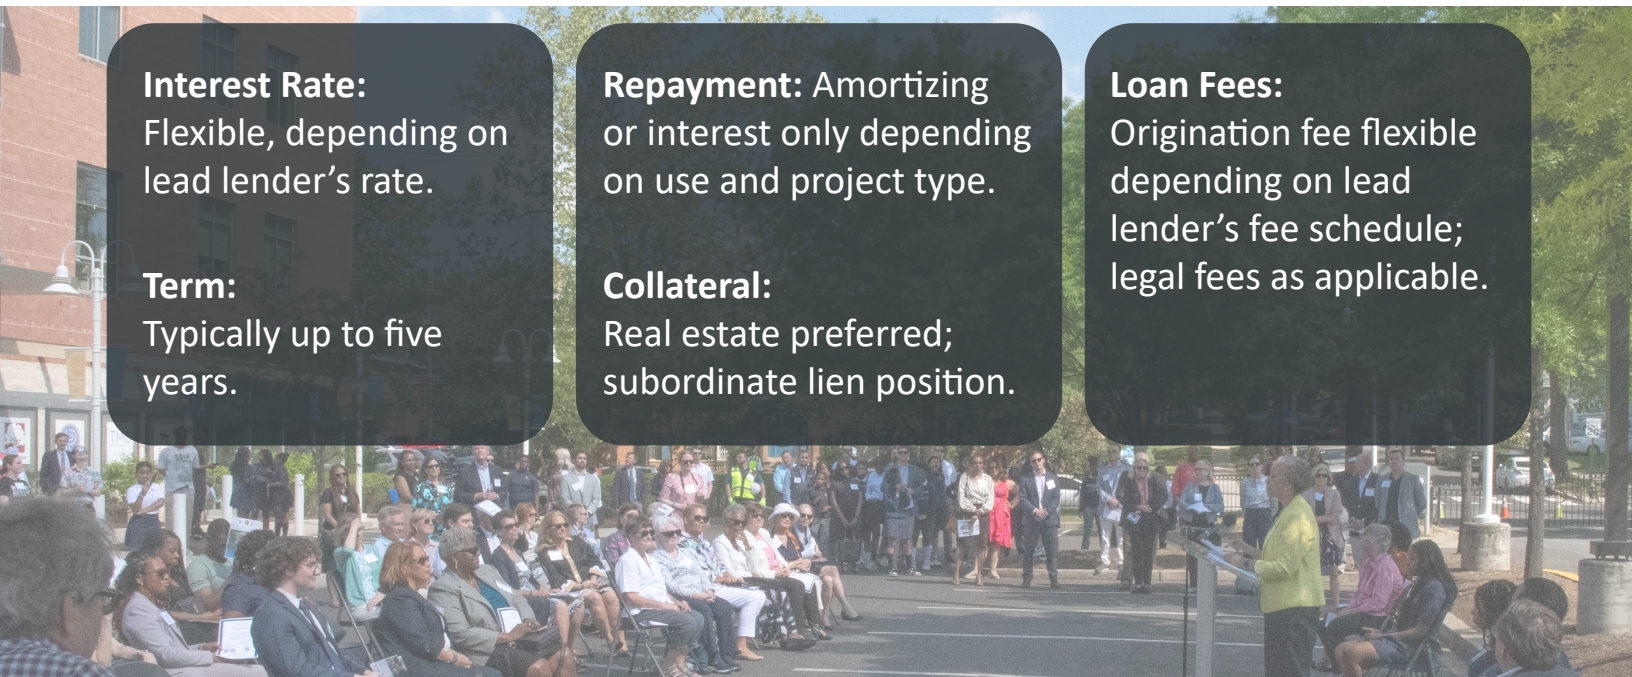 Interest Rate:
Flexible, depending on
lead lender’s rate.
Term:
Typically up to five
years.
Repayment: Amortizing
or interest only depending
on use and project type.
Collateral:
Real estate preferred;
subordinate lien position.
Loan Fees:
Origination fee flexible
depending on lead
lender’s fee schedule;
legal fees as applicable.